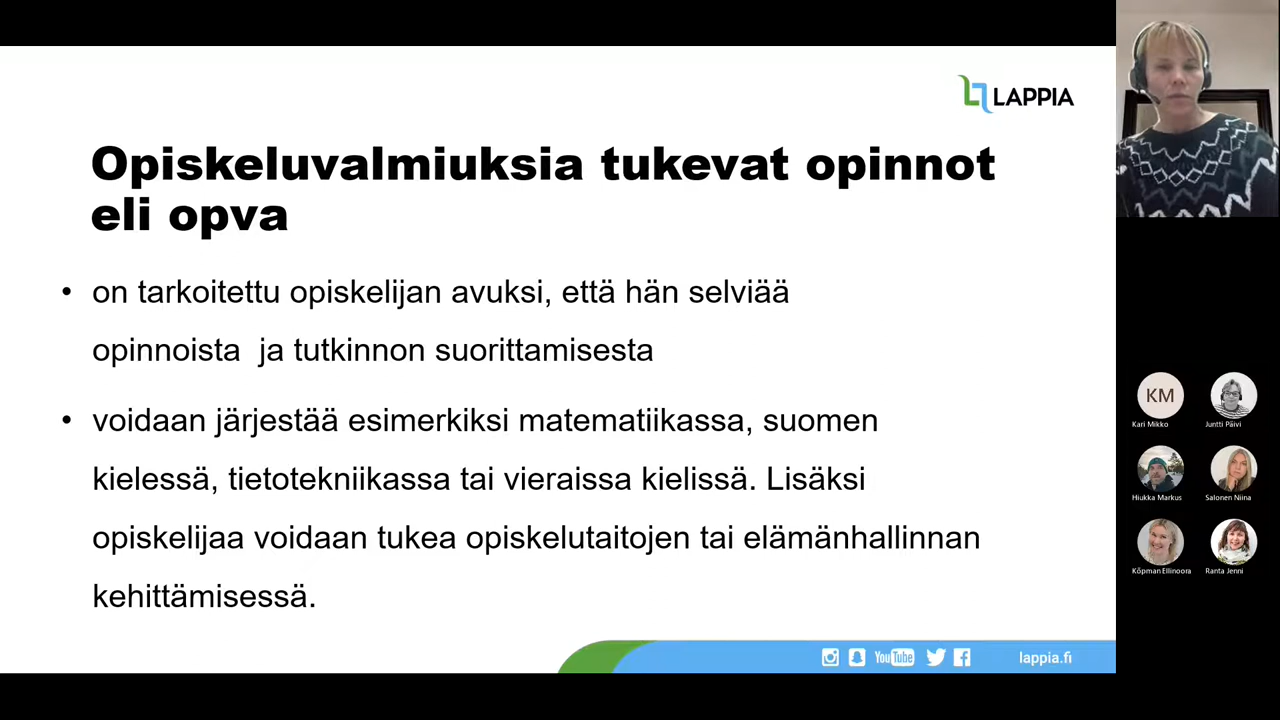 LAPPIA
Opiskeluvalmiuksia tukevat opinnot
eli opva
• on tarkoitettu opiskelijan avuksi, että hän selviää
opinnoista ja tutkinnon suorittamisesta
• voidaan järjestää esimerkiksi matematiikassa, suomen
kielessä, tietotekniikassa tai vieraissa kielissä. Lisäksi
opiskelijaa voidaan tukea opiskelutaitojen tai elämänhallinnan
kehittämisessä.
YouTube
lappia.fi
KM
Kari Mikko
Juntti Päivi
Hiukka Markus
Salonen Niina
Köpman Ellinoora
Ranta Jenni